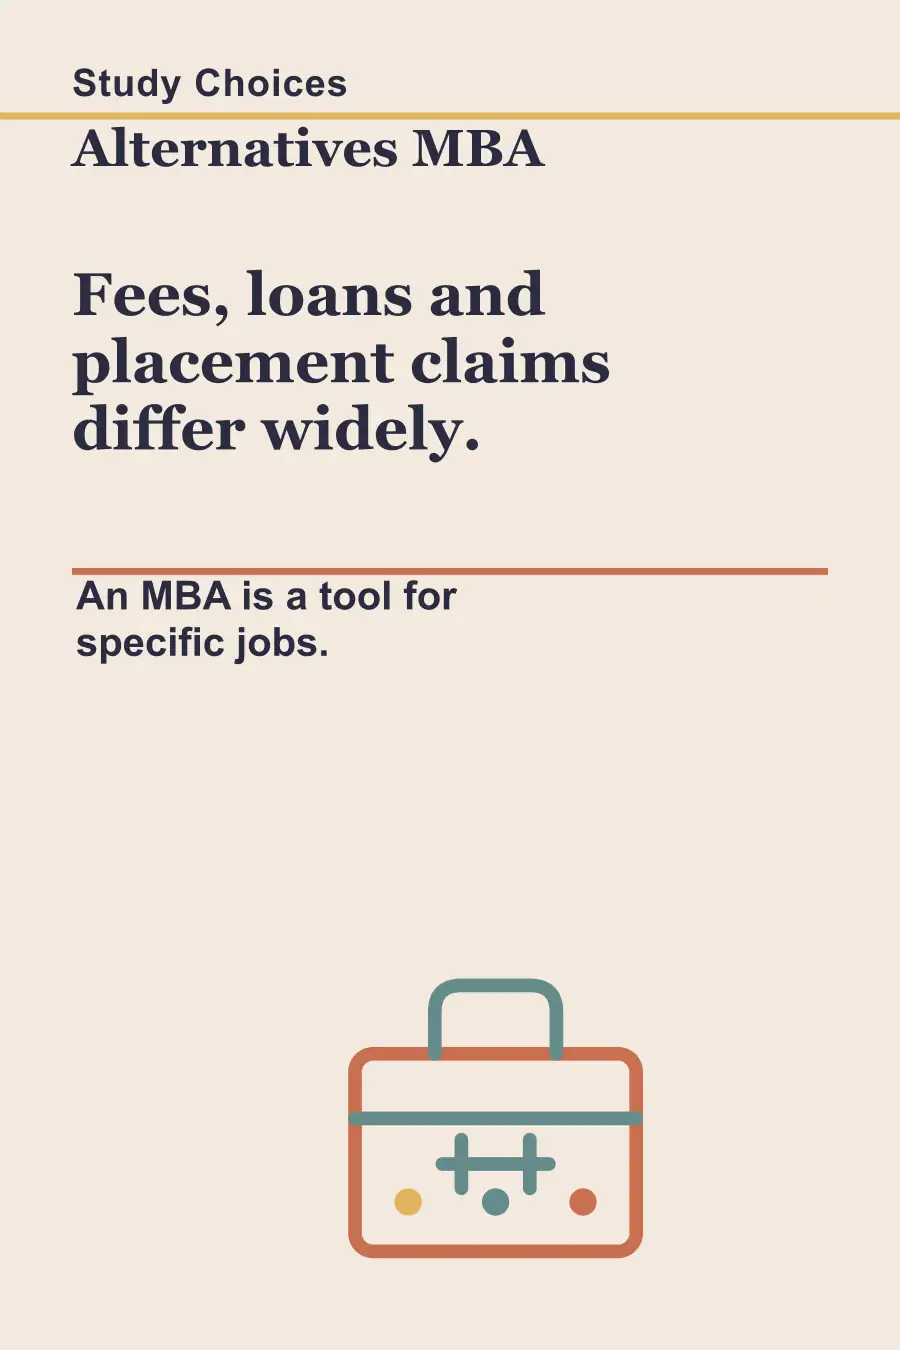 Study Choices
Alternatives MBA
Fees, loans and
placement claims
differ widely.
An MBA is a tool for
specific jobs.